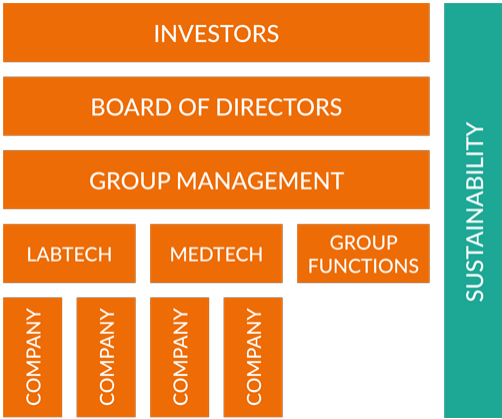 INVESTORS
BOARD OF DIRECTORS
GROUP MANAGEMENT
LABTECH
MEDTECH
GROUP
FUNCTIONS
COMPANY
COMPANY
COMPANY
COMPANY
SUSTAINABILITY